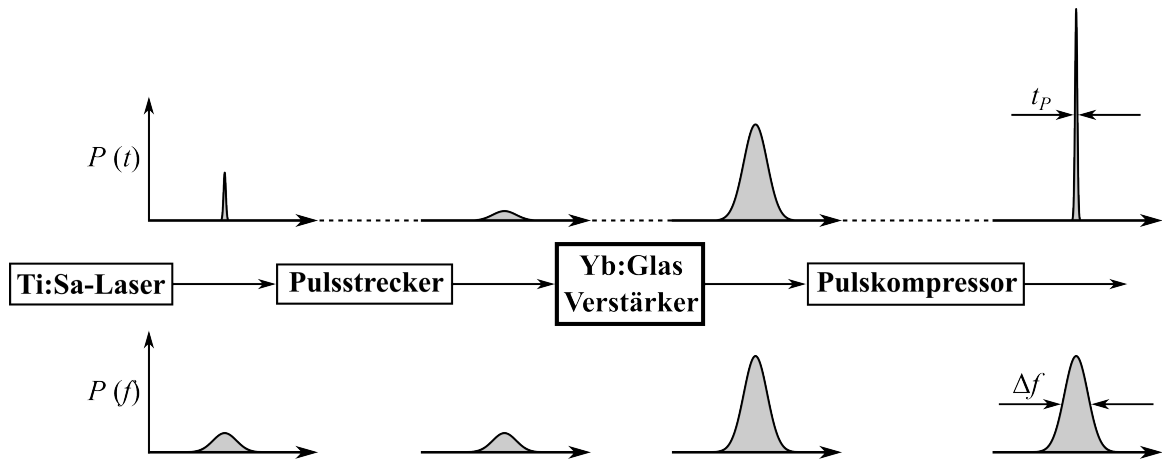 t_P
P (t)
Ti:Sa-Laser
Pulsstrecker
Yb:Glas
Verstärker
Pulskompressor
P (f)
Δf